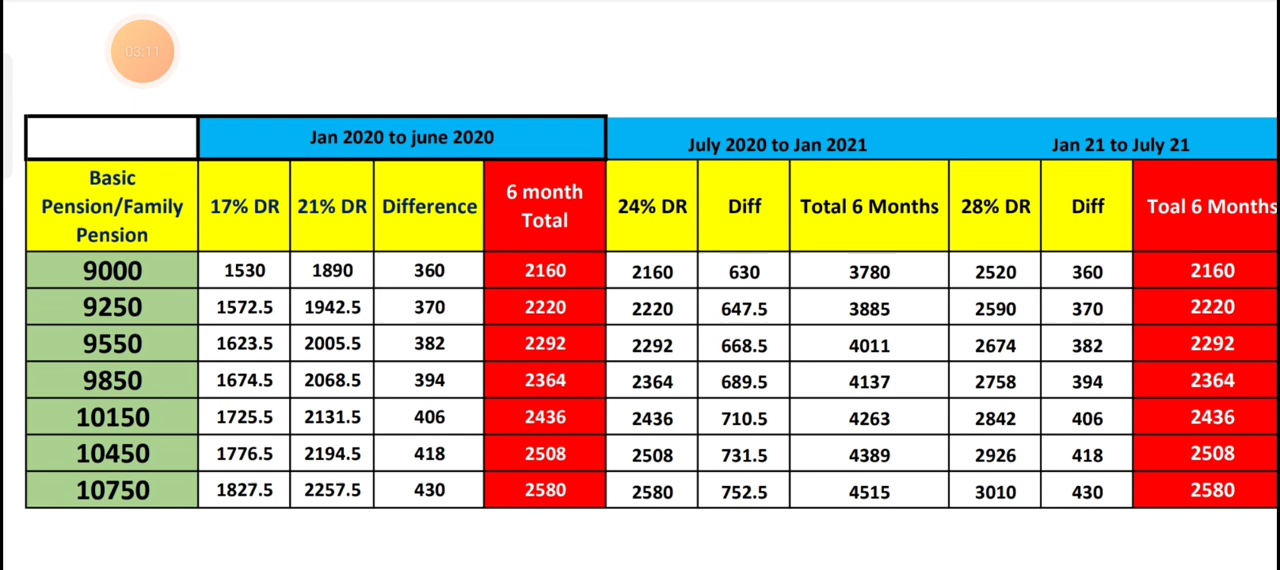 03:11
Jan 2020 to june 2020
July 2020 to Jan 2021
Jan 21 to July 21
Basic
Pension/Family
Pension
17% DR
21% DR
Difference
6 month
Total
24% DR
Diff
Total 6 Months
28% DR
Diff
Toal 6 Months
9000 1530 1890 360 2160 2160 630 3780 2520 360 2160
9250 1572.5 1942.5 370 2220 2220 647.5 3885 2590 370 2220
9550 1623.5 2005.5 382 2292 2292 668.5 4011 2674 382 2292
9850 1674.5 2068.5 394 2364 2364 689.5 4137 2758 394 2364
10150 1725.5 2131.5 406 2436 2436 710.5 4263 2842 406 2436
10450 1776.5 2194.5 418 2508 2508 731.5 4389 2926 418 2508
10750 1827.5 2257.5 430 2580 2580 752.5 4515 3010 430 2580